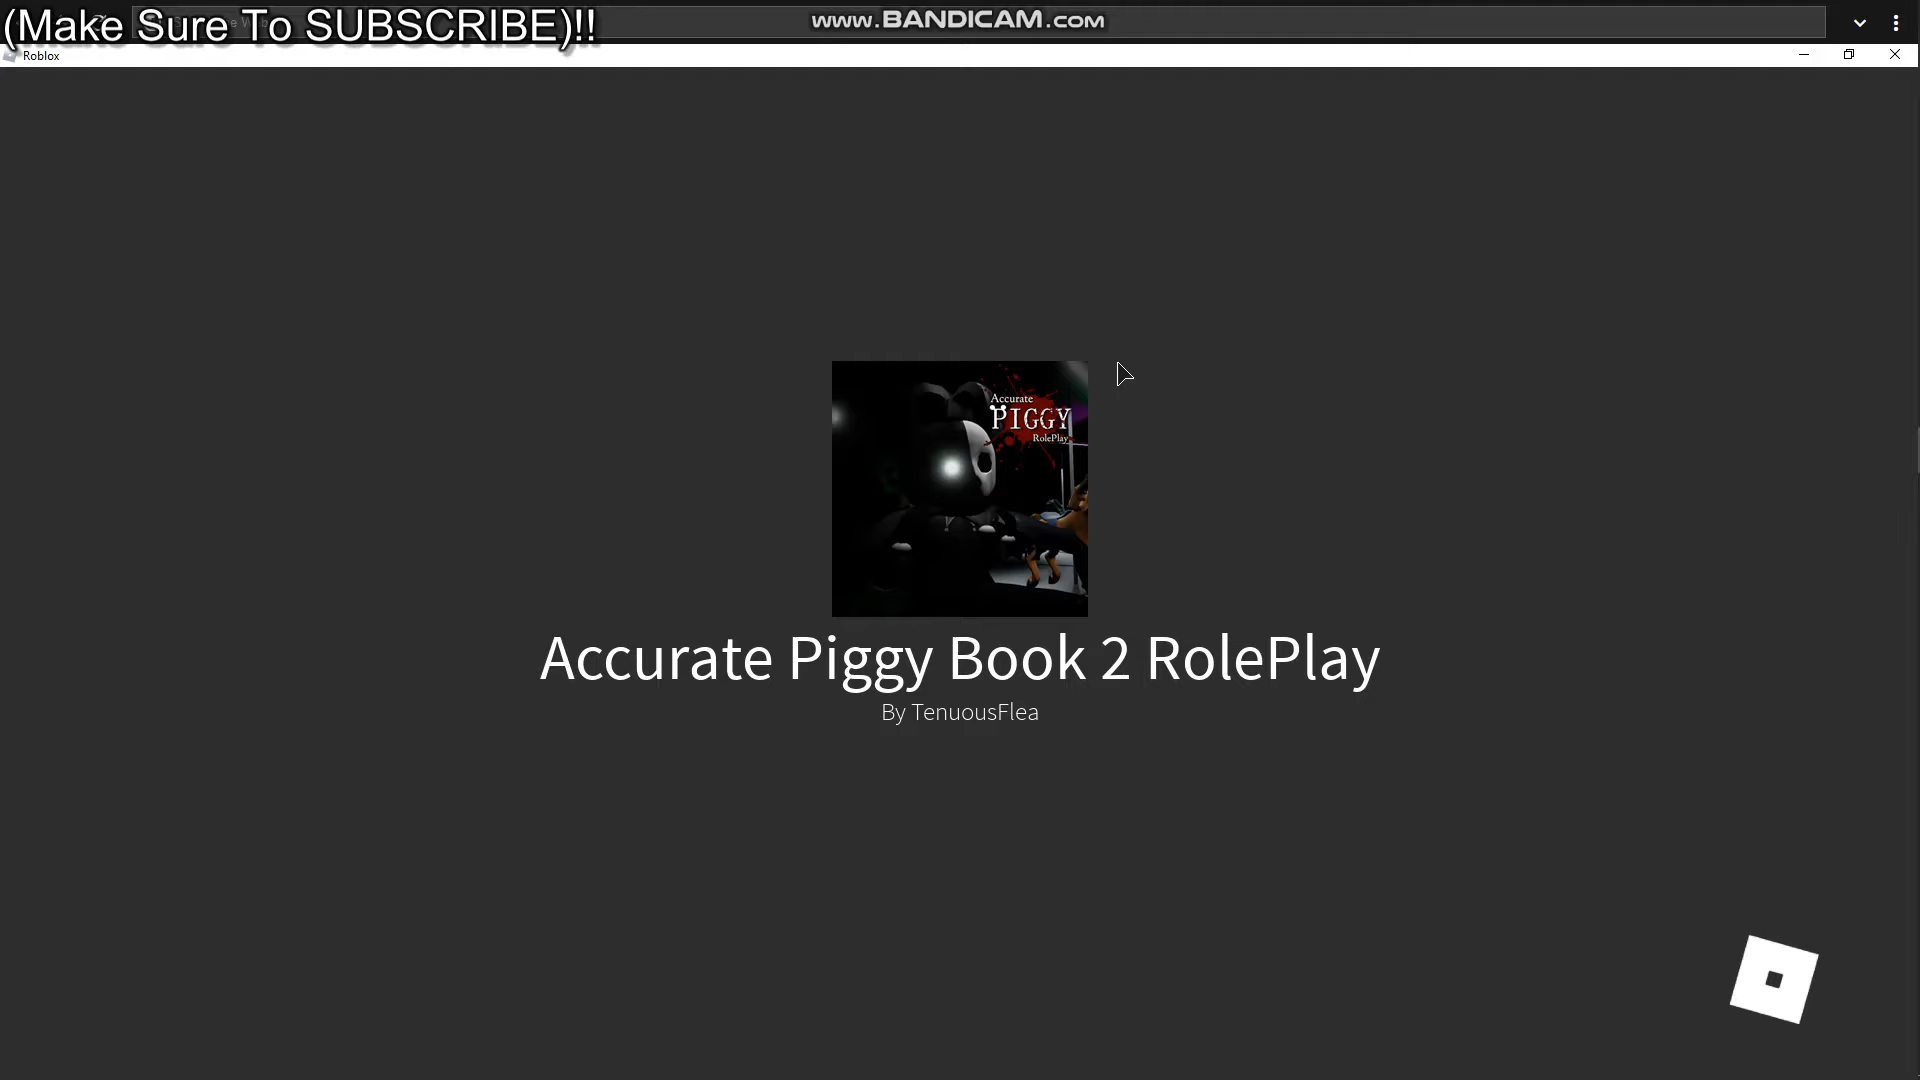 (Make Sure To SUBSCRIBE)!!
WWW.BANDICAM.COM
Roblox
Accurate
PIGGY
RolePlay
Accurate Piggy Book 2 RolePlay
By TenuousFlea